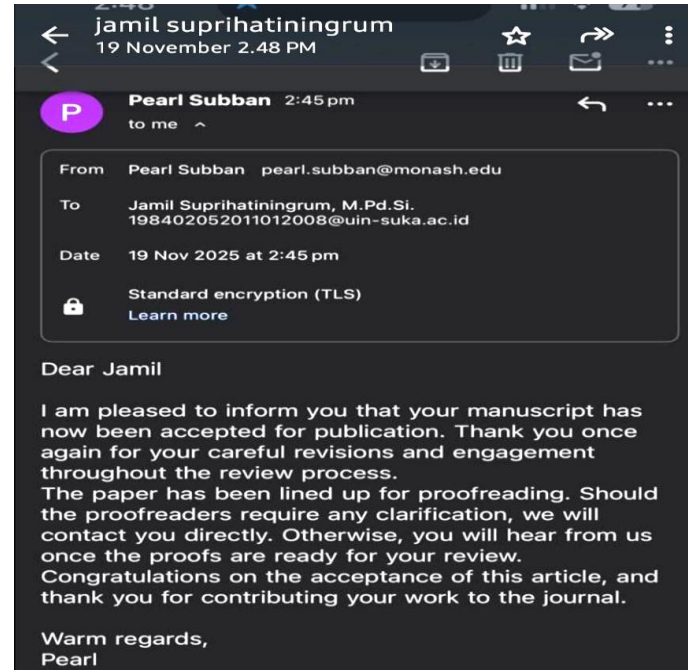 2:48
jamil suprihatiningrum
19 November 2.48 PM
P
Pearl Subban 2:45 pm
to me
From Pearl Subban pearl.subban@monash.edu
To Jamil Suprihatiningrum, M.Pd.Si.
198402052011012008@uin-suka.ac.id
Date 19 Nov 2025 at 2:45 pm
Standard encryption (TLS)
Learn more
Dear Jamil
I am pleased to inform you that your manuscript has
now been accepted for publication. Thank you once
again for your careful revisions and engagement
throughout the review process.
The paper has been lined up for proofreading. Should
the proofreaders require any clarification, we will
contact you directly. Otherwise, you will hear from us
once the proofs are ready for your review.
Congratulations on the acceptance of this article, and
thank you for contributing your work to the journal.
Warm regards,
Pearl